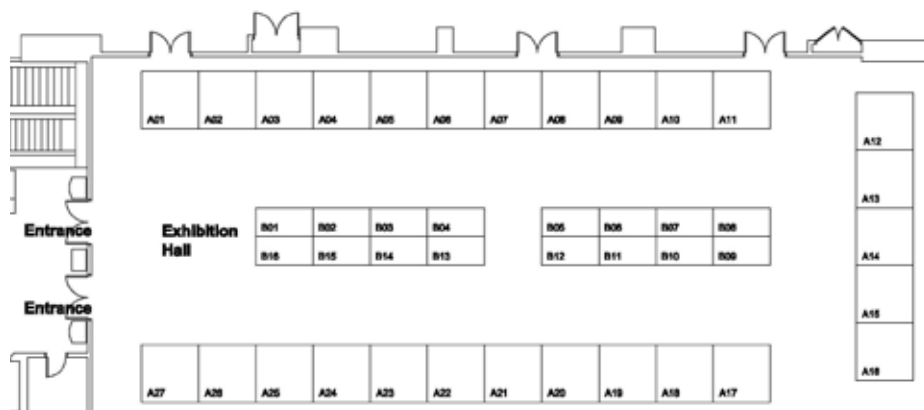 A01 A02 A03 A04 A05 A06 A07 A08 A09 A10 A11
A12
A13
Entrance
Exhibition
Hall
B01 B02 B03 B04 B05 B06 B07 B08
B16 B15 B14 B13 B12 B11 B10 B09
A14
Entrance
A15
A16
A27 A26 A25 A24 A23 A22 A21 A20 A19 A18 A17